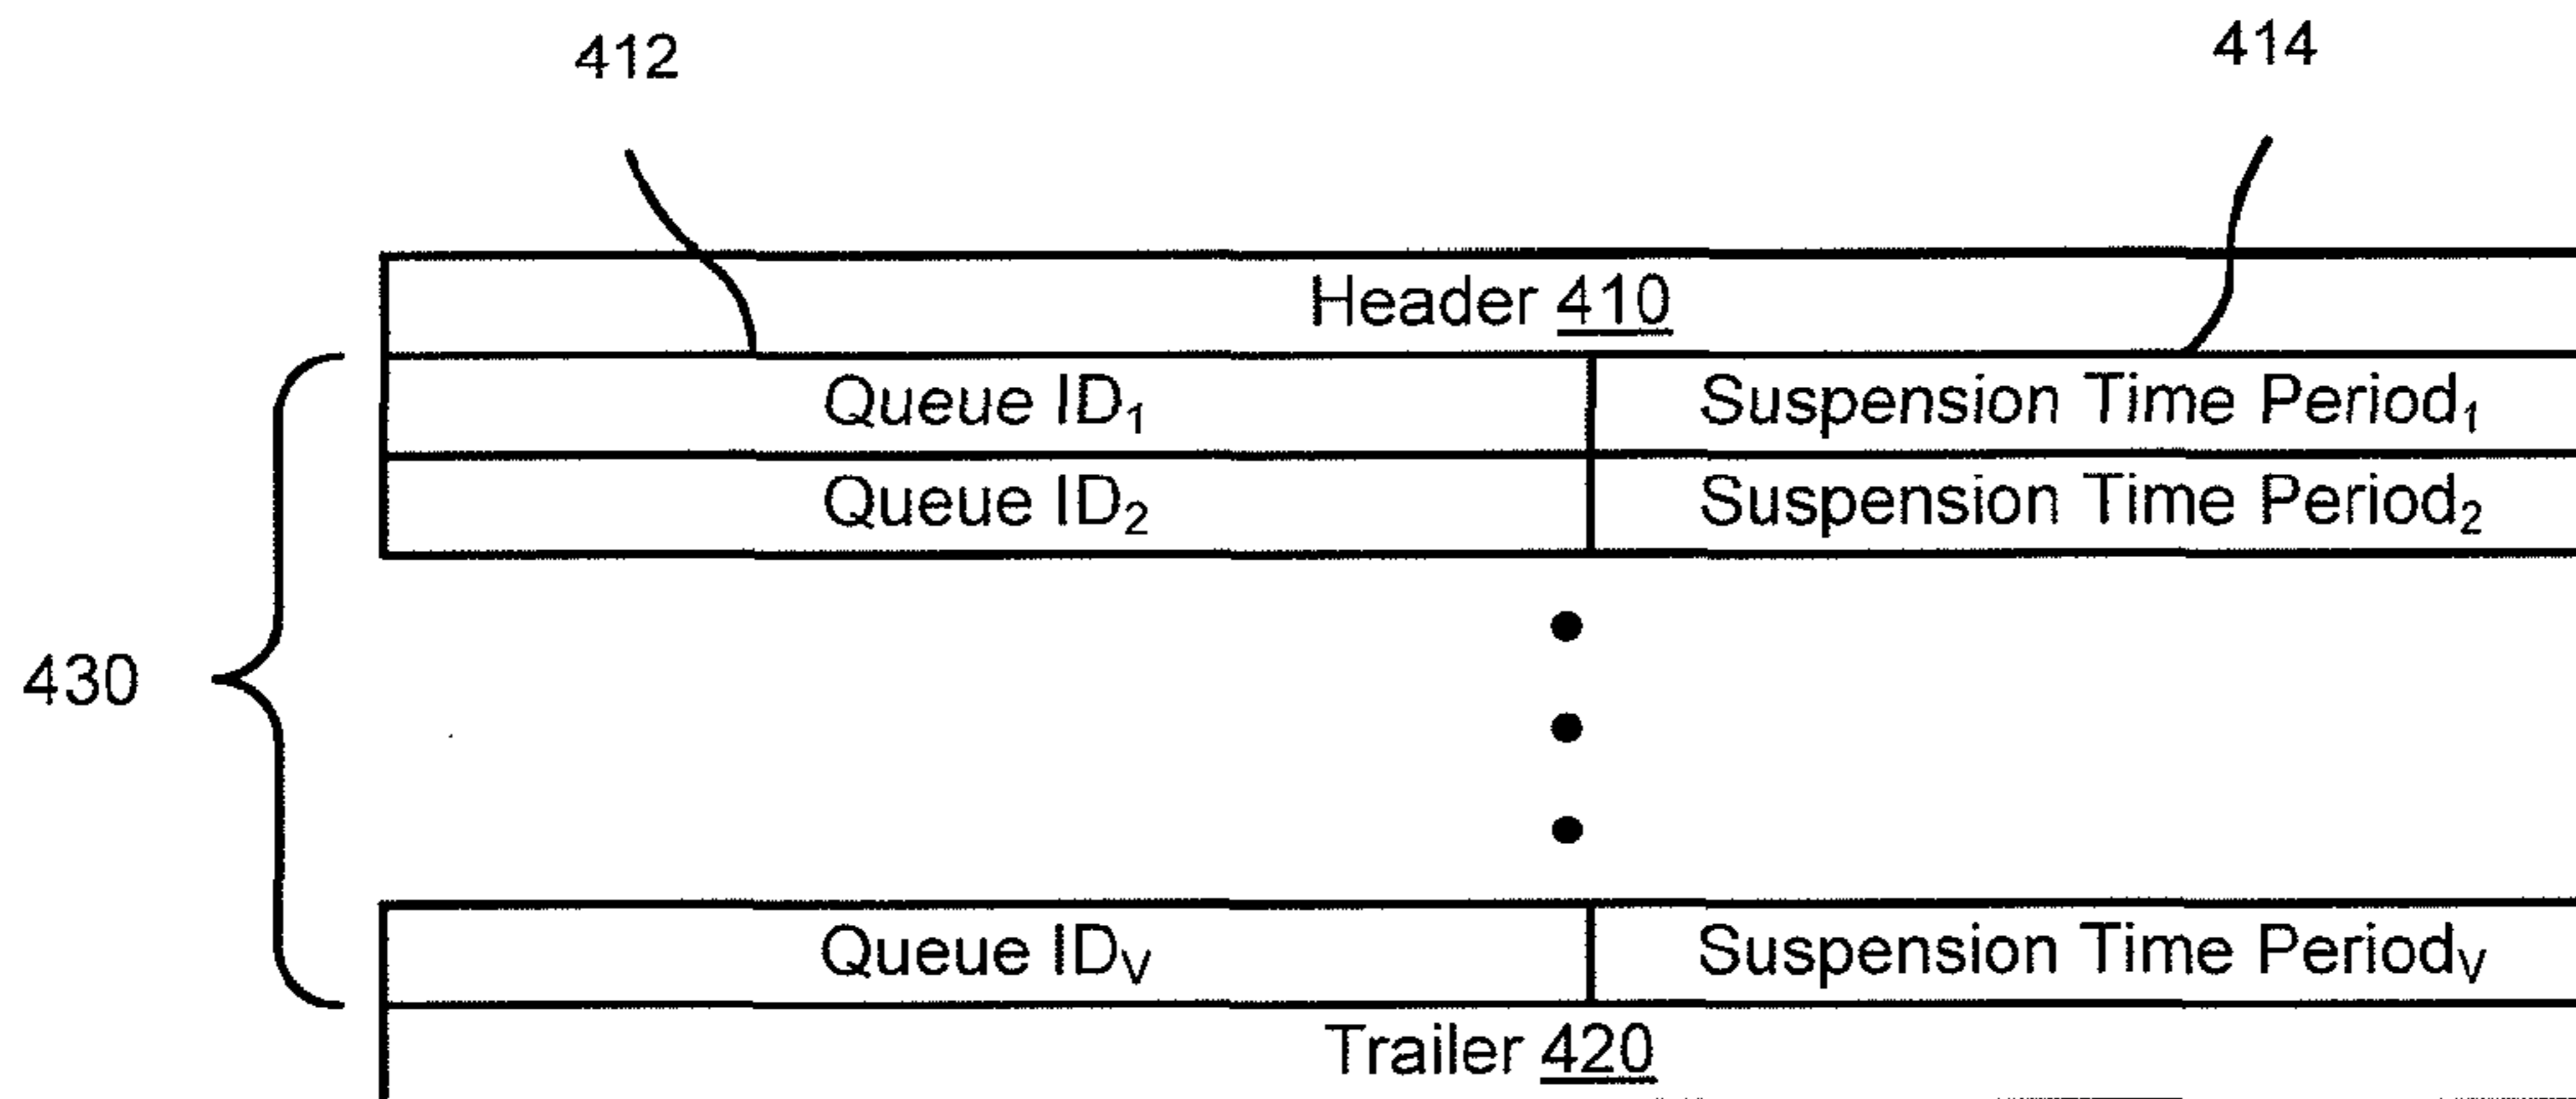 412
414
Header 410
Queue ID₁ Suspension Time Period₁
Queue ID₂ Suspension Time Period₂
430
Queue IDᵥ Suspension Time Periodᵥ
Trailer 420